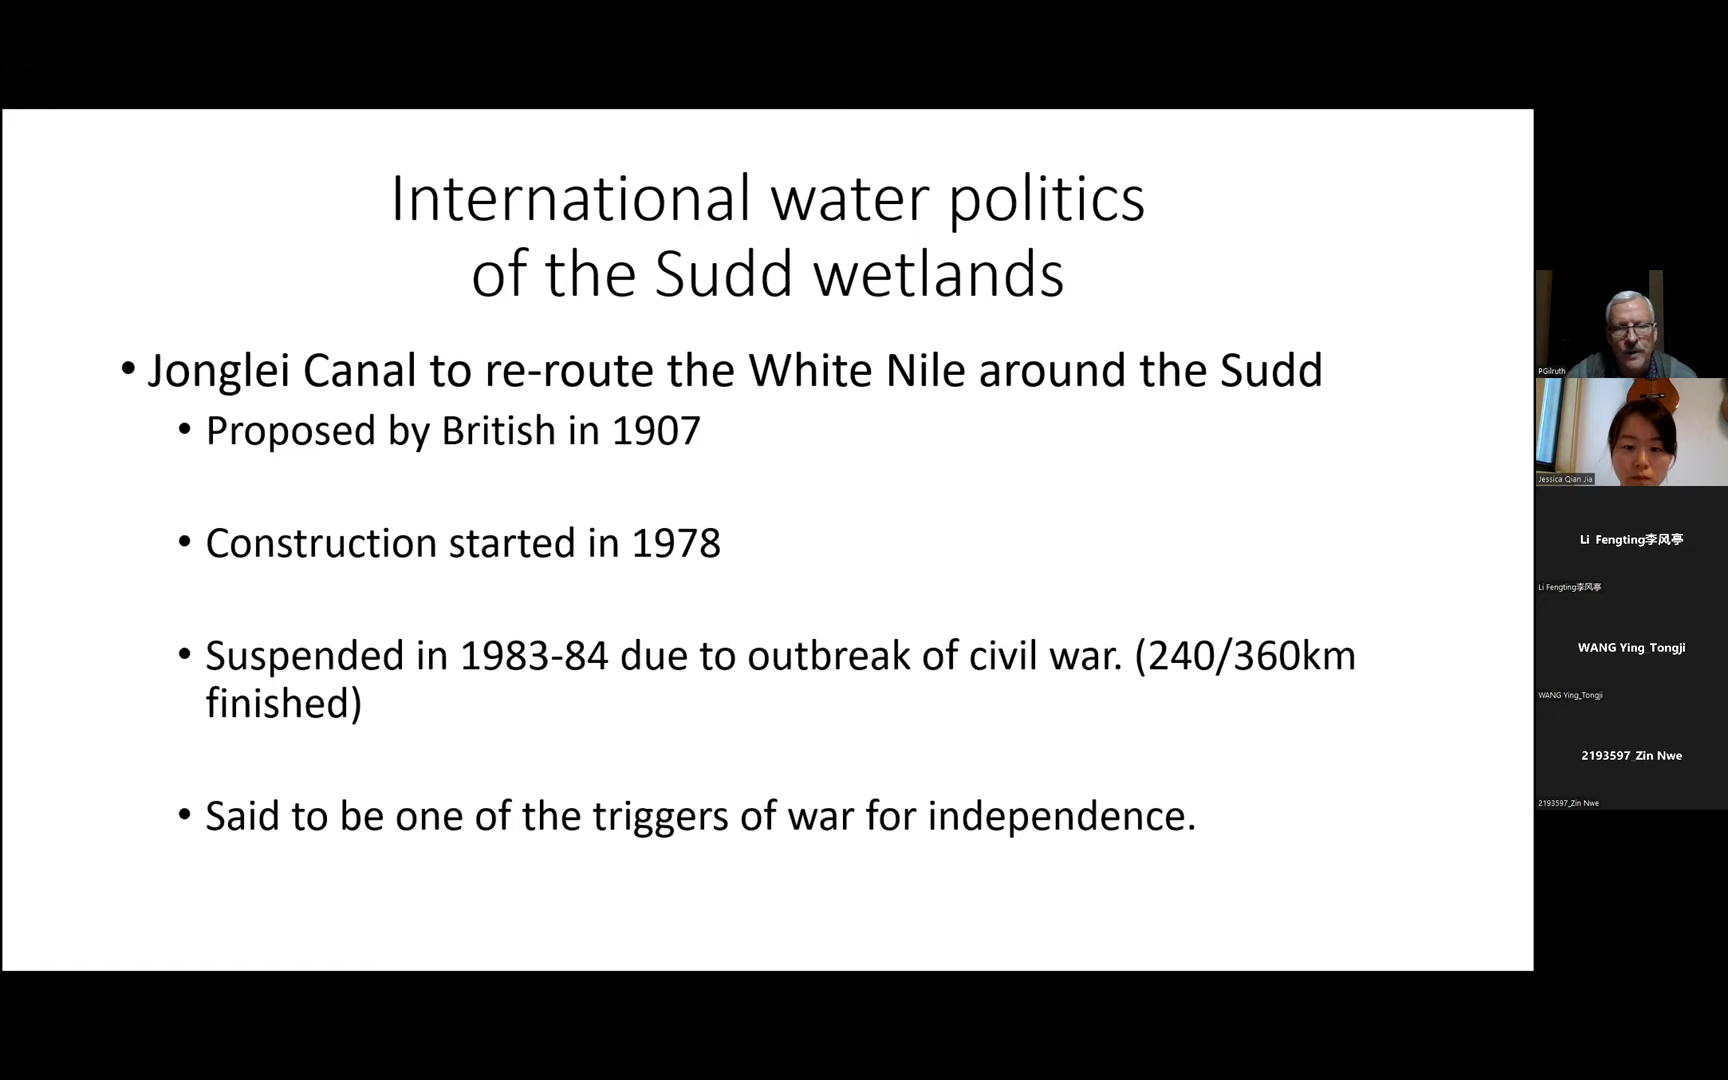 International water politics
of the Sudd wetlands
• Jonglei Canal to re-route the White Nile around the Sudd
• Proposed by British in 1907
• Construction started in 1978
• Suspended in 1983-84 due to outbreak of civil war. (240/360km
finished)
• Said to be one of the triggers of war for independence.
PGilruth
Jessica Qian Jia
Li Fengting李风亭
Li Fengting李风亭
WANG Ying_Tongji
WANG Ying_Tongji
2193597_Zin Nwe
2193597_Zin Nwe